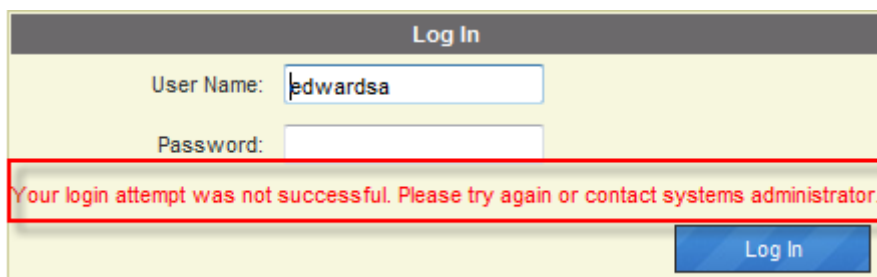 Log In
User Name: edwardsa
Password:
Your login attempt was not successful. Please try again or contact systems administrator.
Log In